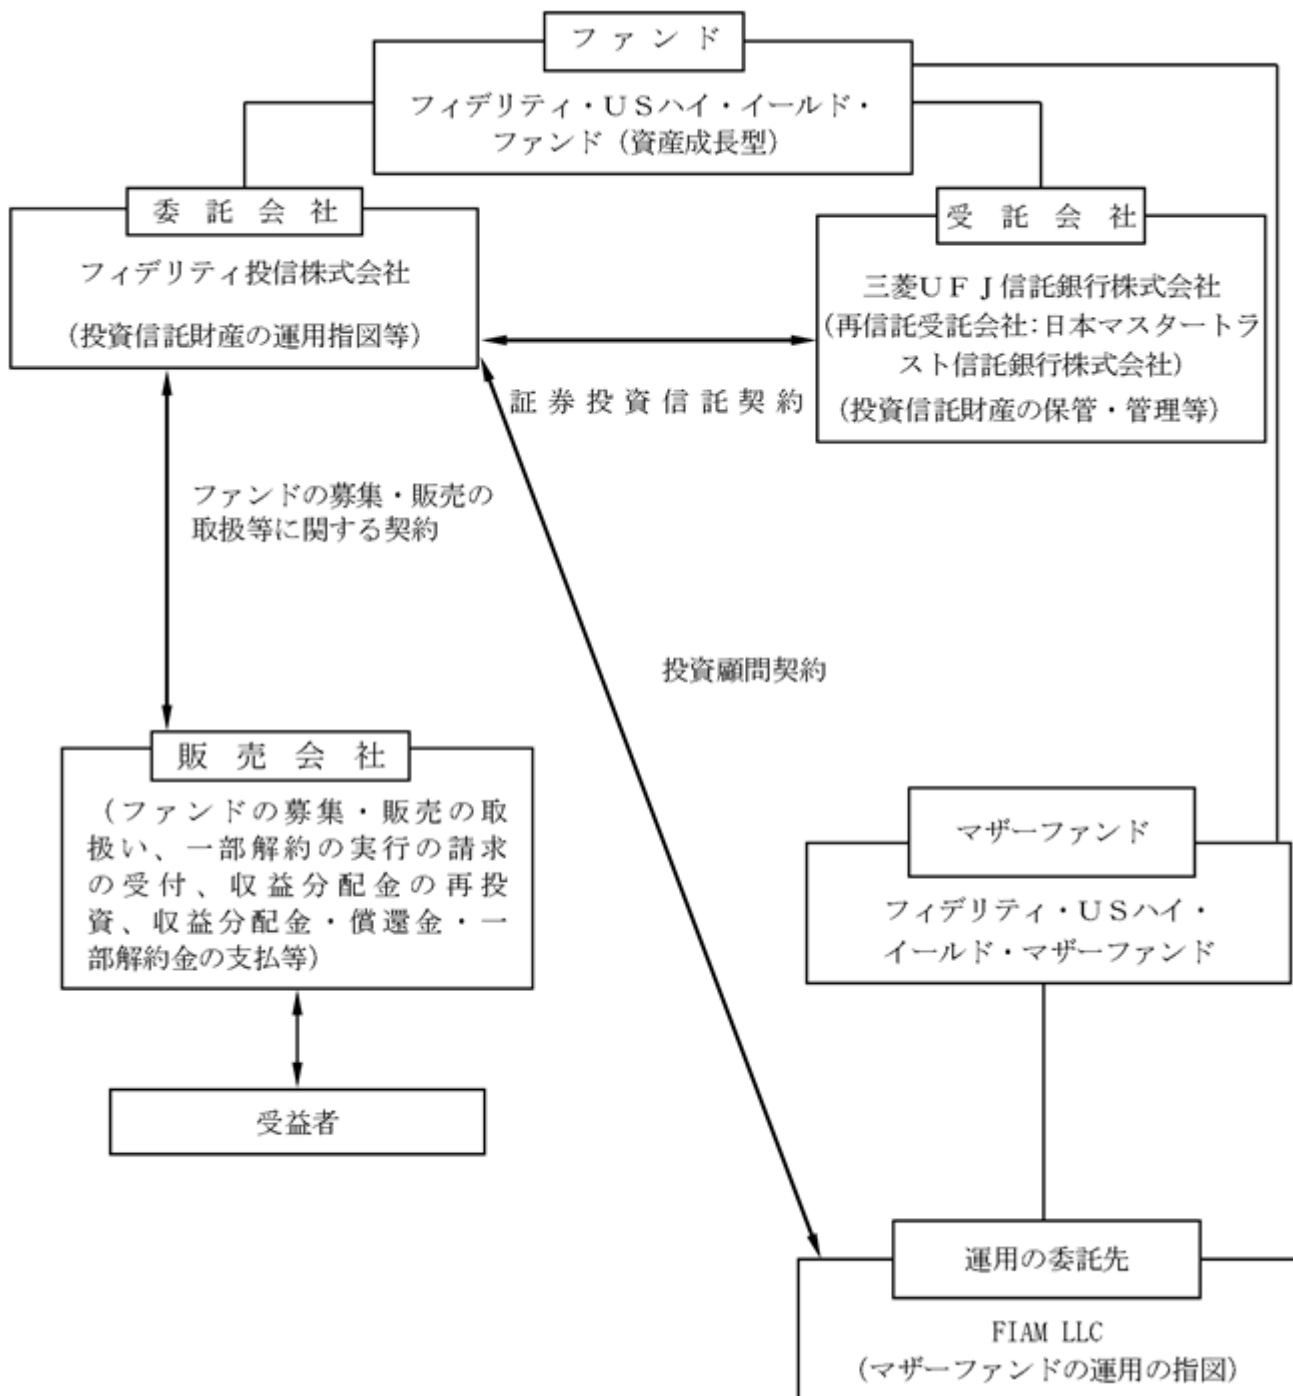 ファンド
フィデリティ・ＵＳハイ・イールド・
ファンド（資産成長型）
委託会社
フィデリティ投信株式会社
（投資信託財産の運用指図等）
受託会社
三菱ＵＦＪ信託銀行株式会社
（再信託受託会社：日本マスタートラ
スト信託銀行株式会社）
（投資信託財産の保管・管理等）
証券投資信託契約
ファンドの募集・販売の
取扱等に関する契約
投資顧問契約
販売会社
（ファンドの募集・販売の取
扱い、一部解約の実行の請求
の受付、収益分配金の再投
資、収益分配金・償還金・一
部解約金の支払等）
受益者
マザーファンド
フィデリティ・ＵＳハイ・
イールド・マザーファンド
運用の委託先
FIAM LLC
（マザーファンドの運用の指図）